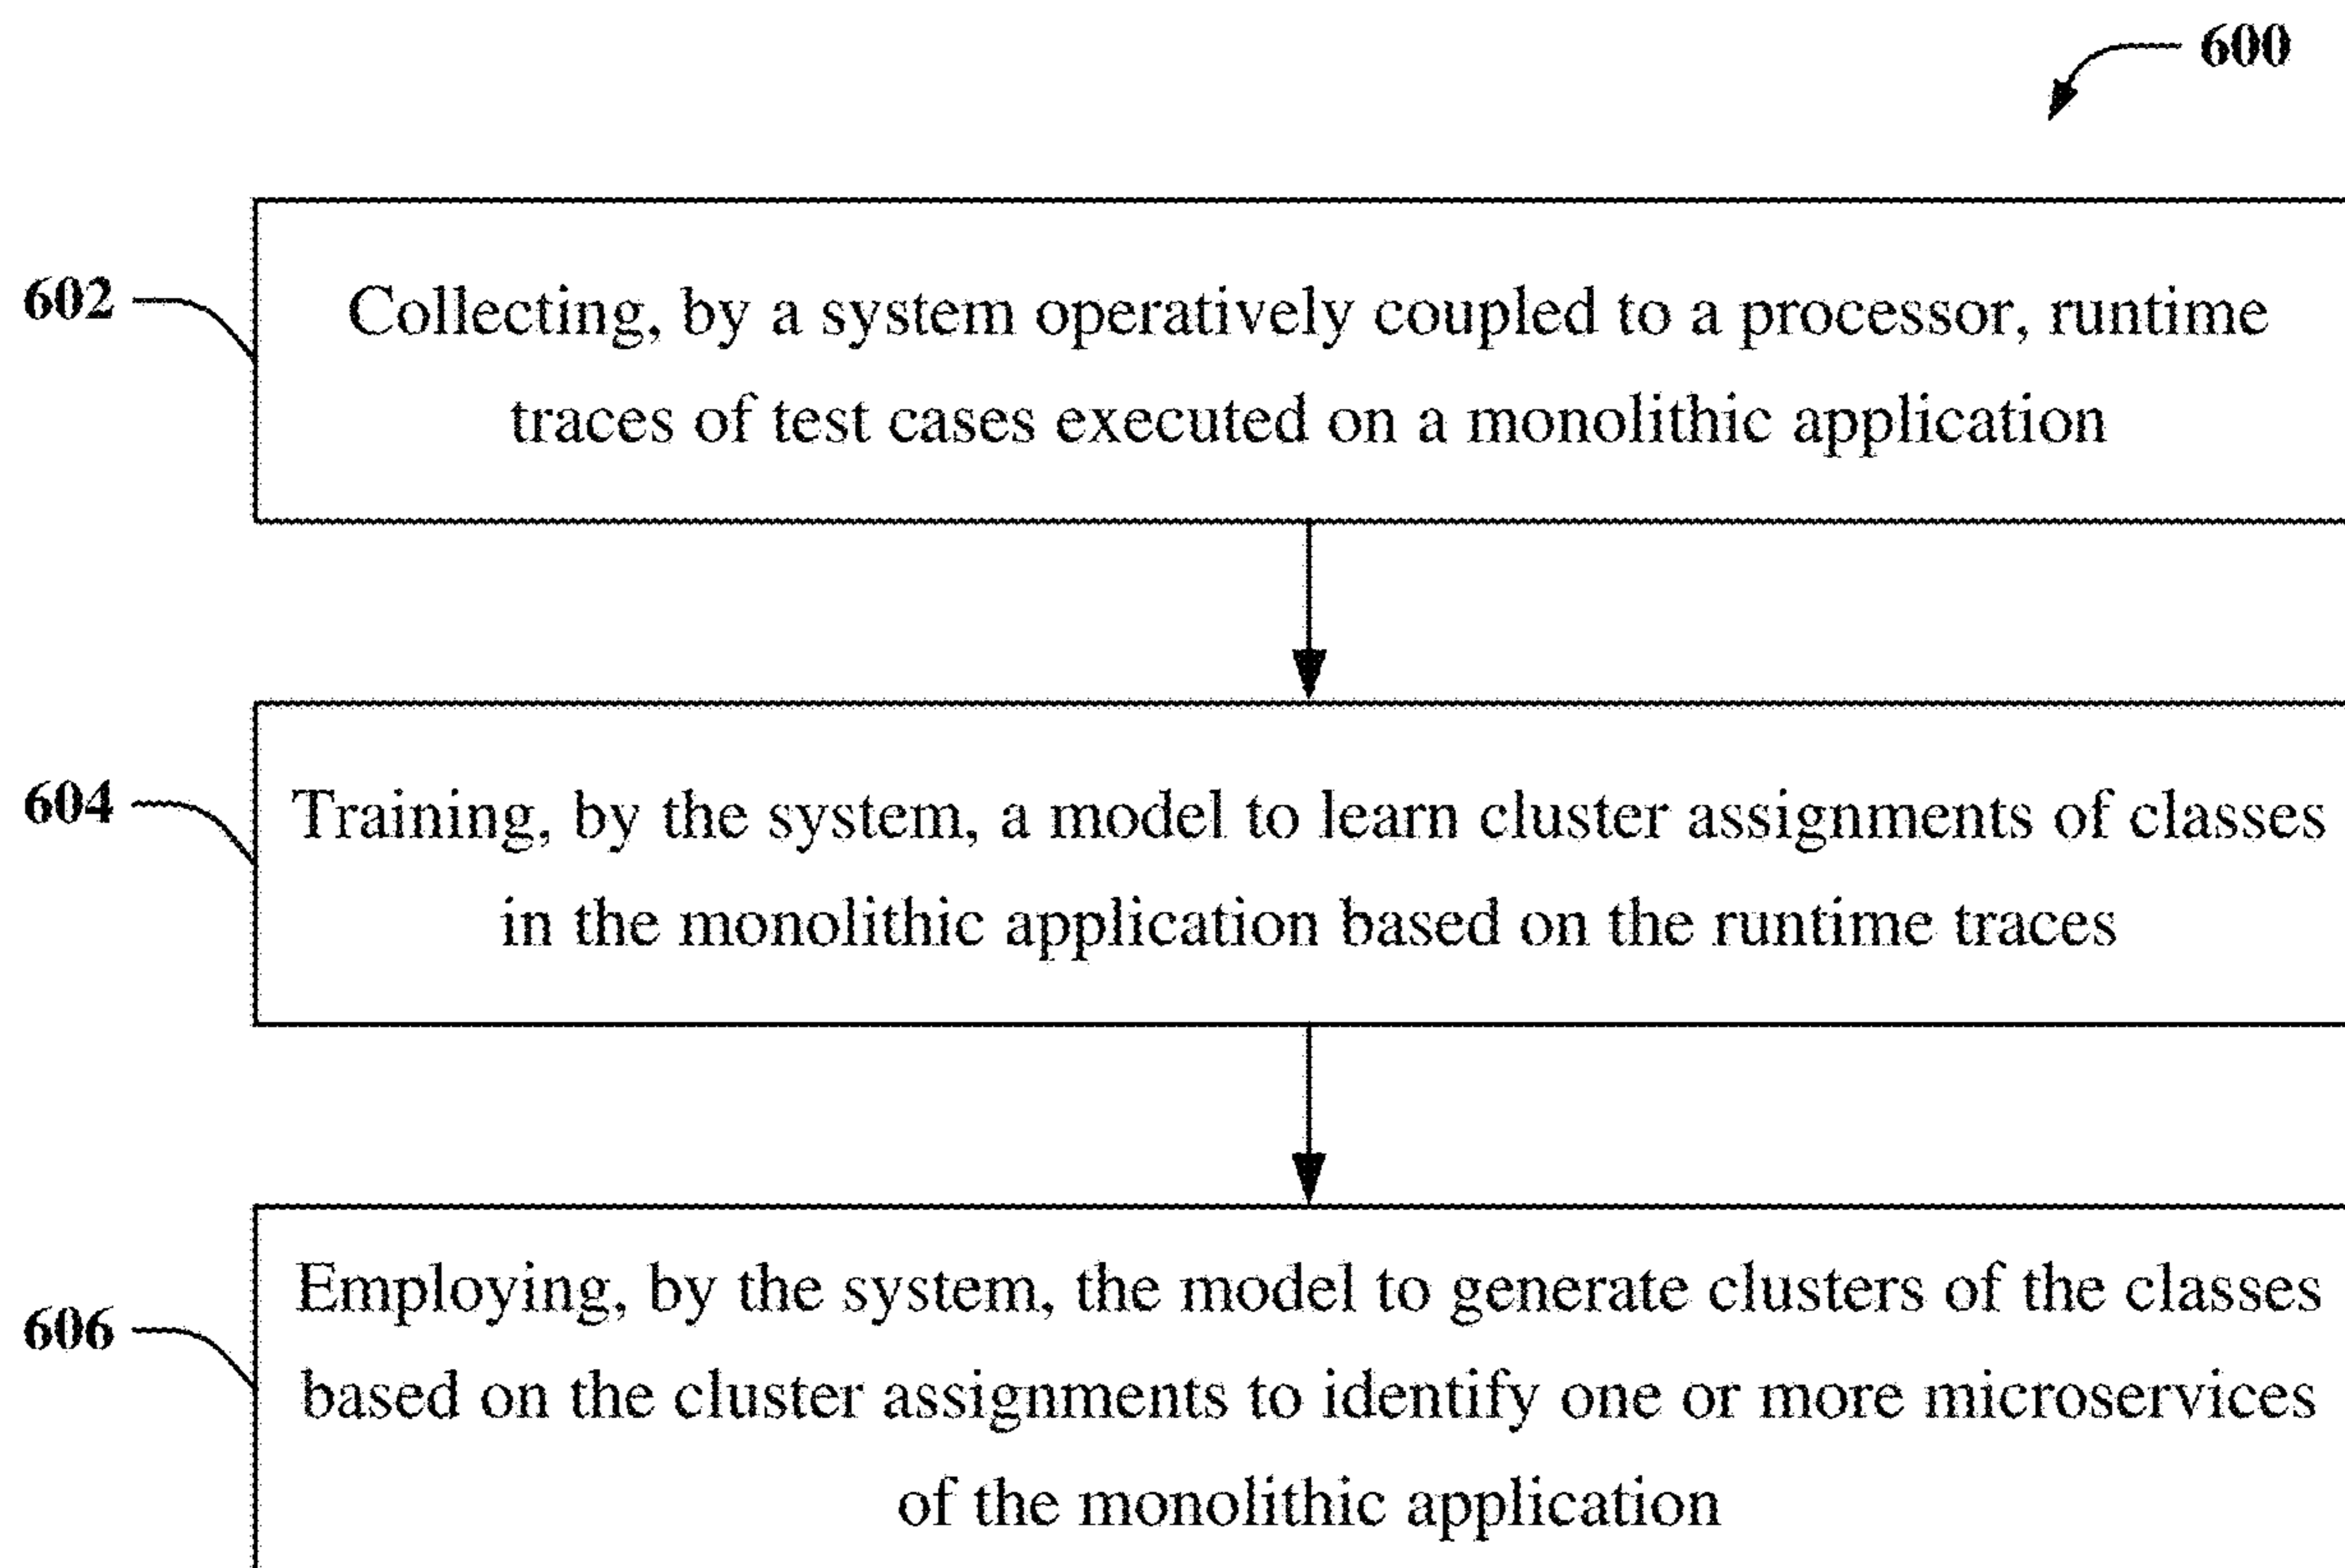 600
602
Collecting, by a system operatively coupled to a processor, runtime
traces of test cases executed on a monolithic application
604
Training, by the system, a model to learn cluster assignments of classes
in the monolithic application based on the runtime traces
606
Employing, by the system, the model to generate clusters of the classes
based on the cluster assignments to identify one or more microservices
of the monolithic application